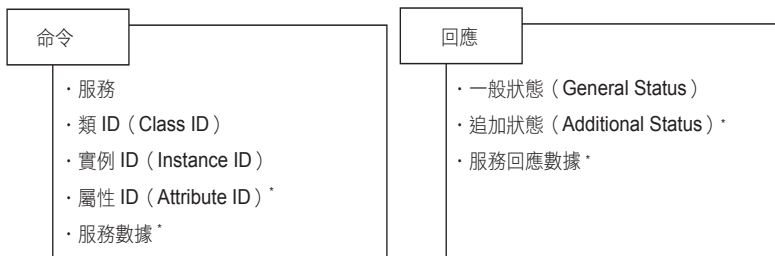 命令
・服務
・類 ID（Class ID）
・實例 ID（Instance ID）
・屬性 ID（Attribute ID）*
・服務數據 *
回應
・一般狀態（General Status）
・追加狀態（Additional Status）*
・服務回應數據 *